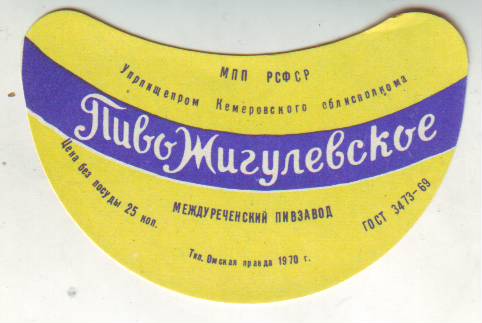 МПП РСФСР
Упрпищепром Кемеровского облисполкома
Пиво Жигулевское
Цена без посуды 25 коп.
МЕЖДУРЕЧЕНСКИЙ ПИВЗАВОД
ГОСТ 3473-69
Тип. Омская правда 1970 г.